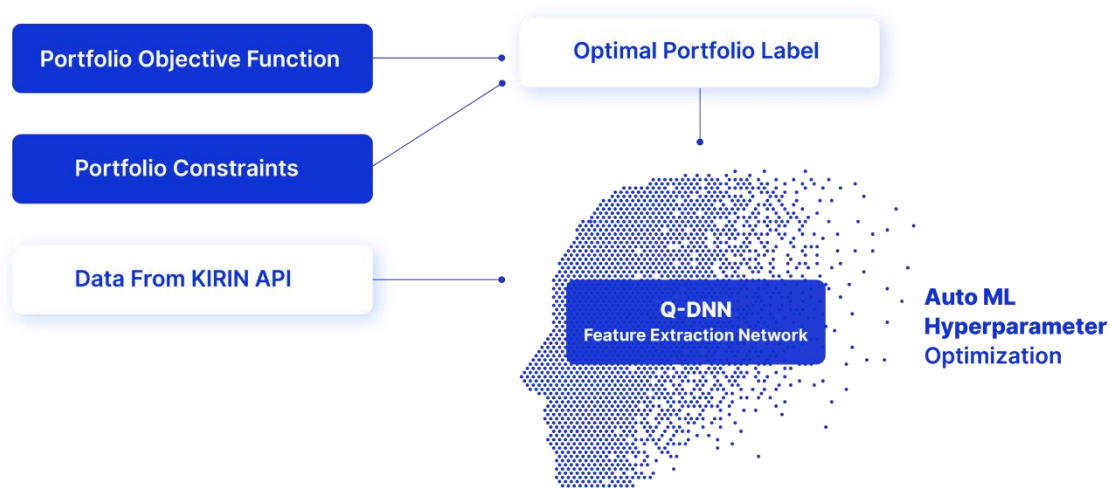 Portfolio Objective Function
Optimal Portfolio Label
Portfolio Constraints
Data From KIRIN API
Q-DNN
Feature Extraction Network
Auto ML
Hyperparameter
Optimization